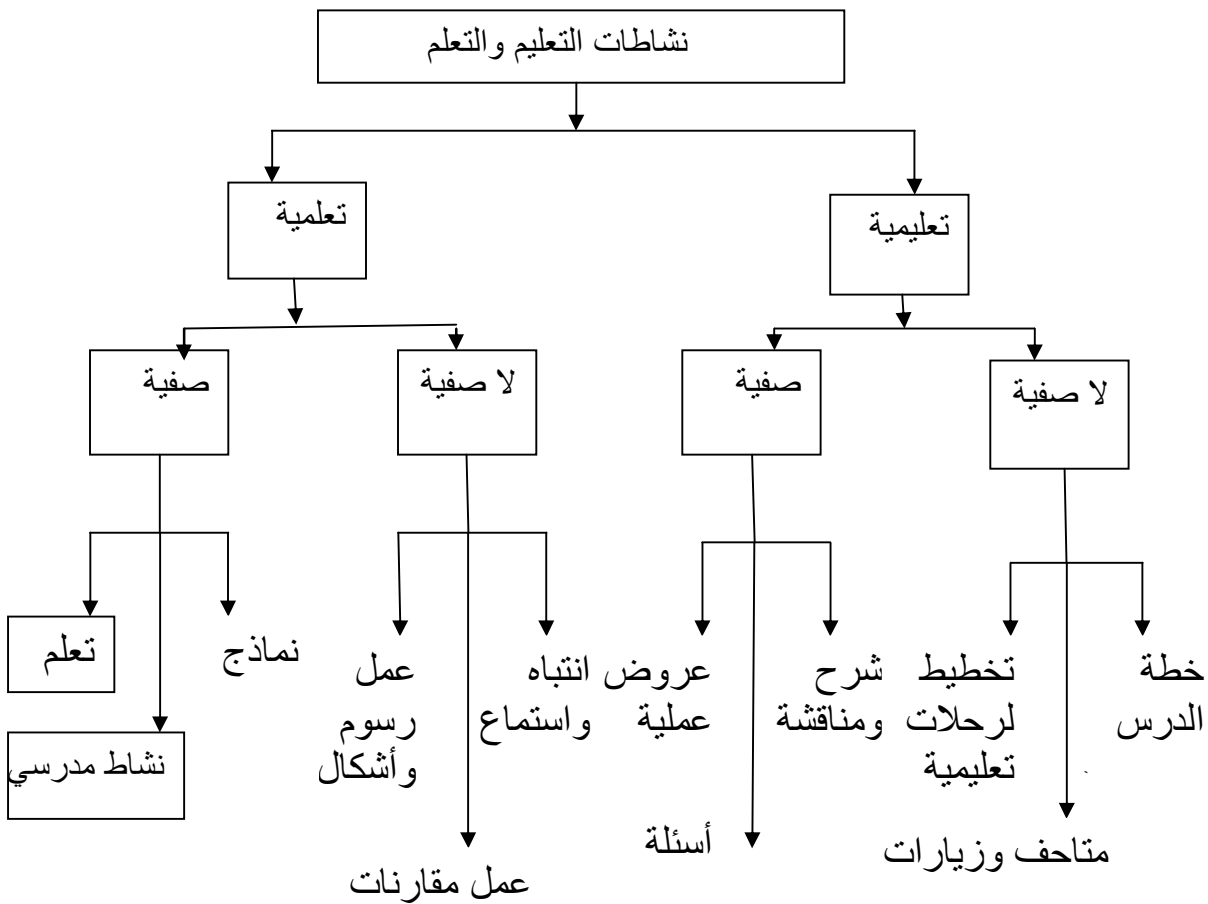 نشاطات التعليم والتعلم
تعليمية
تعلمية
لا صفية
صفية
لا صفية
صفية
خطة
الدرس
تخطيط
لرحلات
تعليمية
متاحف وزيارات
شرح
ومناقشة
عروض
عملية
أسئلة
انتباه
واستماع
عمل
رسوم
وأشكال
عمل مقارنات
نماذج
تعلم
نشاط مدرسي